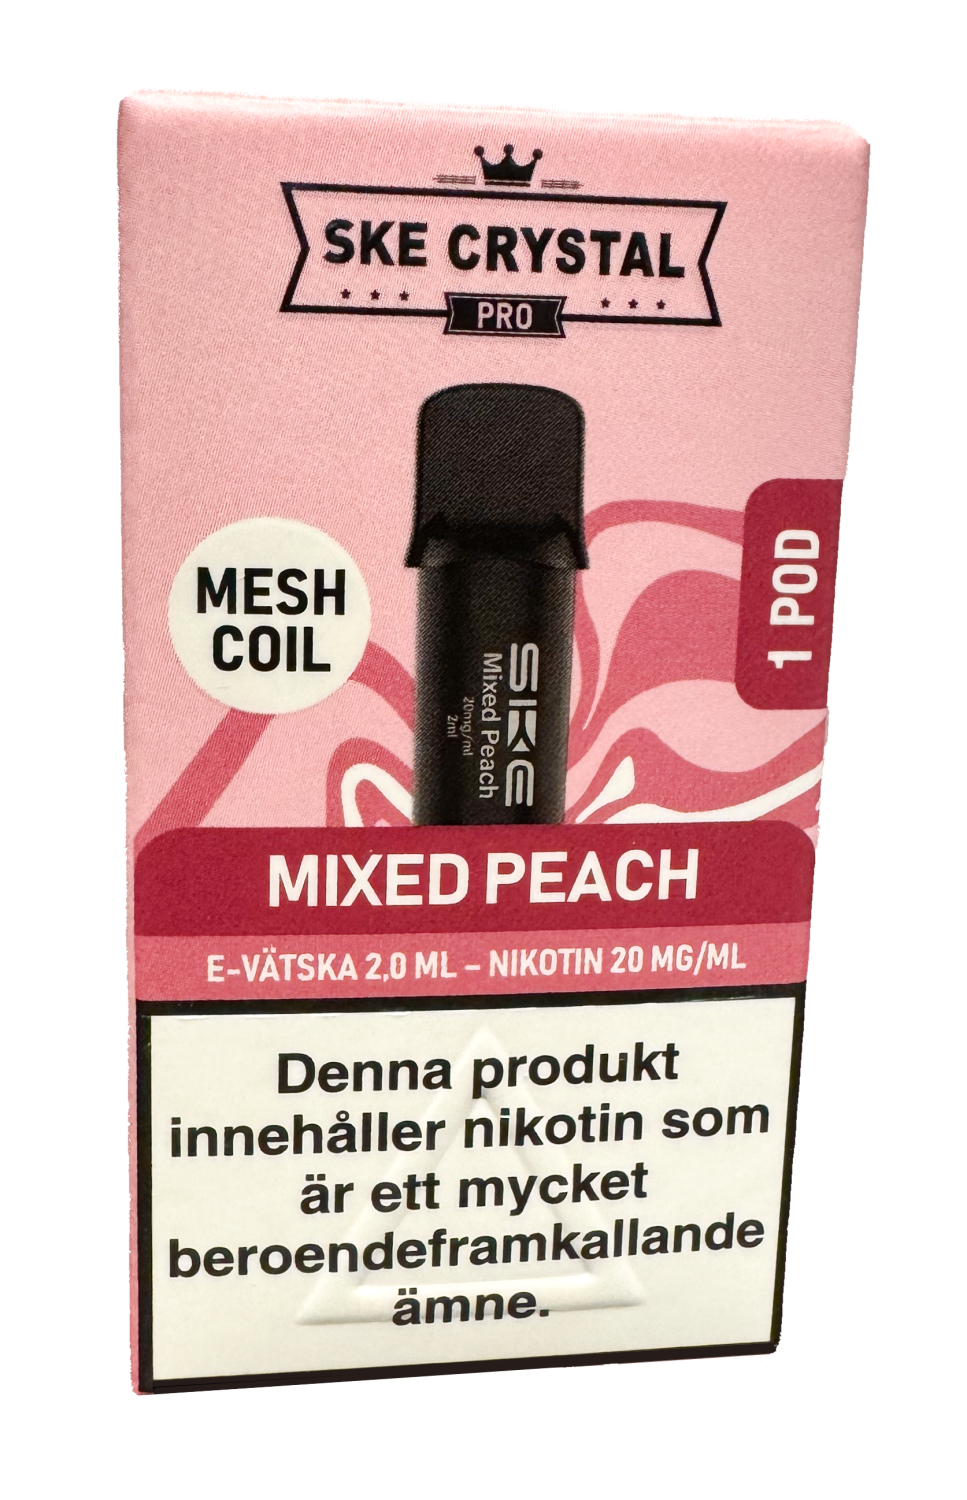 SKE CRYSTAL
PRO
MESH
COIL
1 POD
SKE
Mixed Peach
20mg/ml
2ml
MIXED PEACH
E-VÄTSKA 2,0 ML – NIKOTIN 20 MG/ML
Denna produkt
innehåller nikotin som
är ett mycket
beroendeframkallande
ämne.